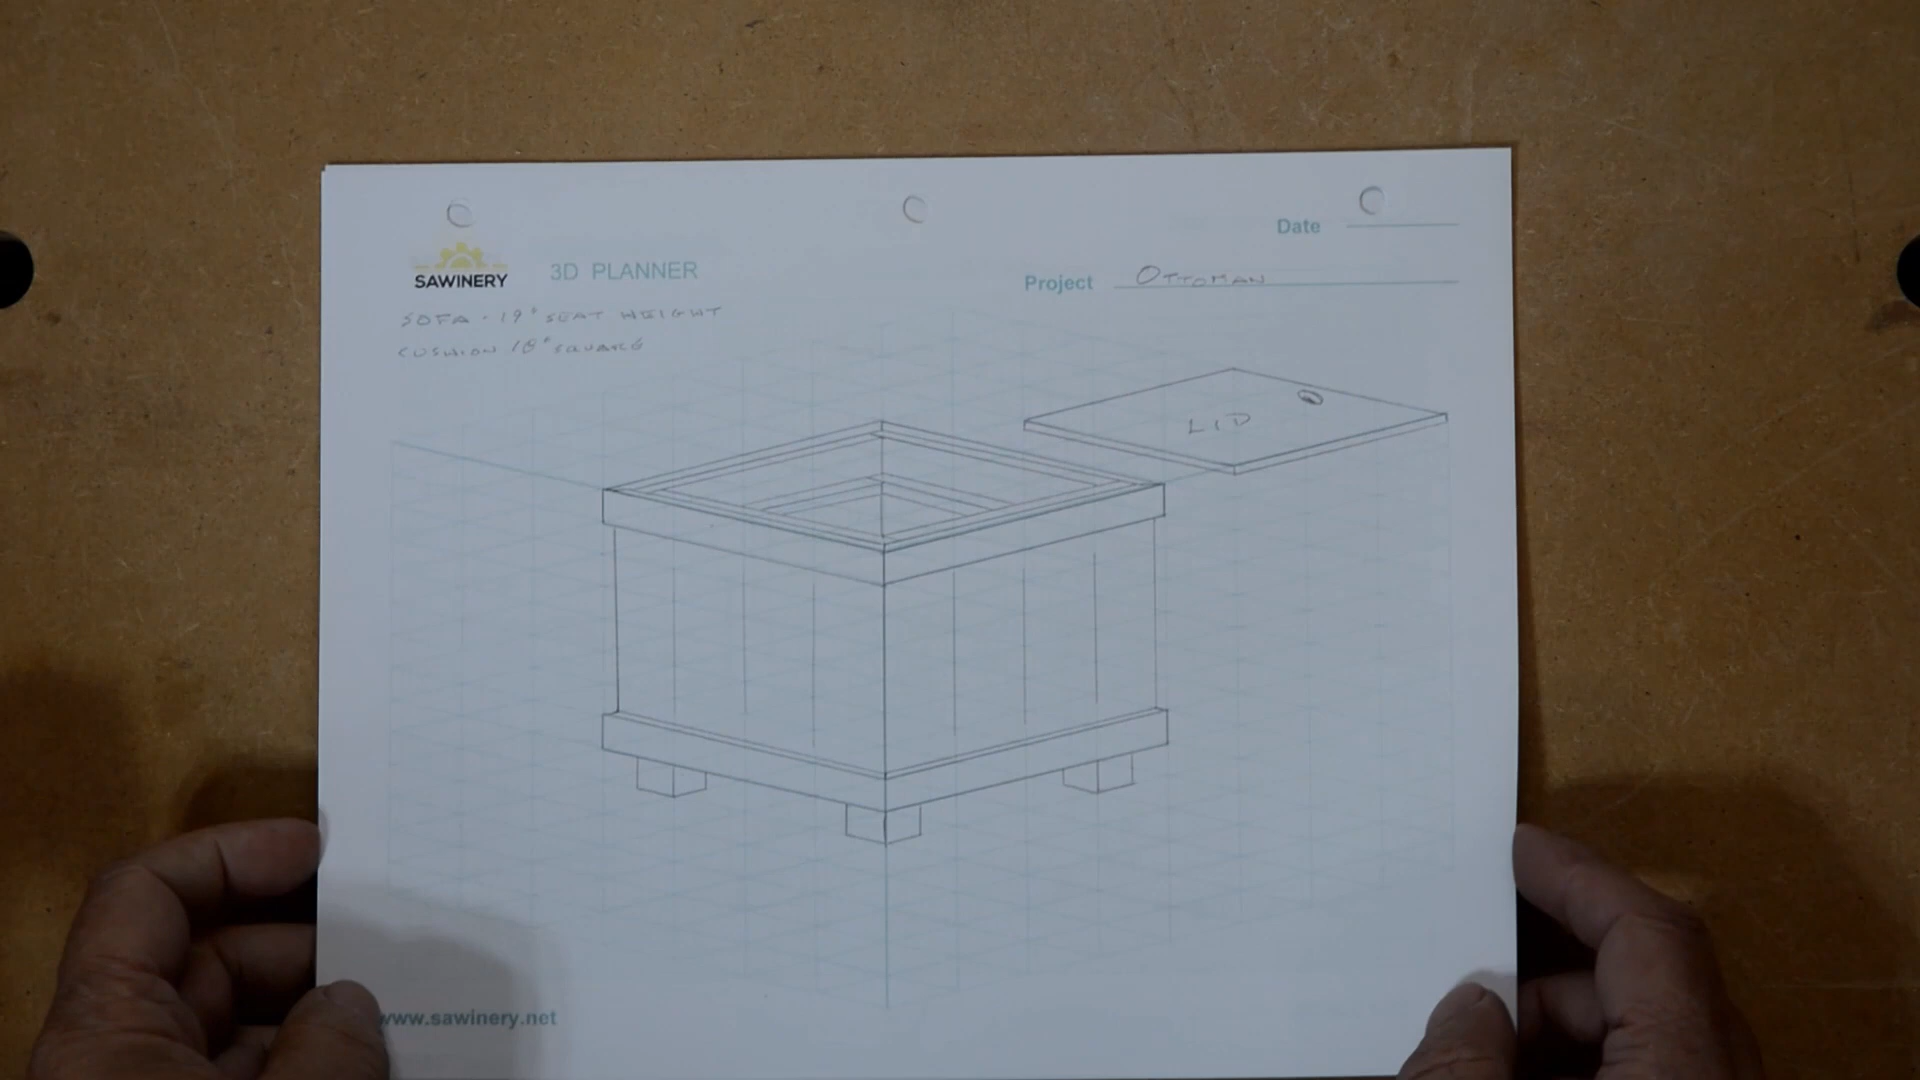 Date
SAWINERY
3D PLANNER
Project OTTOMAN
SOFA - 19" SEAT HEIGHT
CUSHION 18" SQUARE
LID
www.sawinery.net